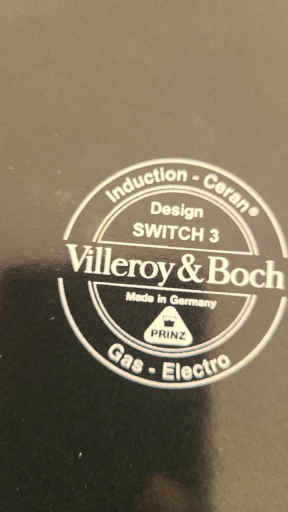 Induction - Ceran®
Design
SWITCH 3
Villeroy & Boch
Made in Germany
PRINZ
Gas - Electro